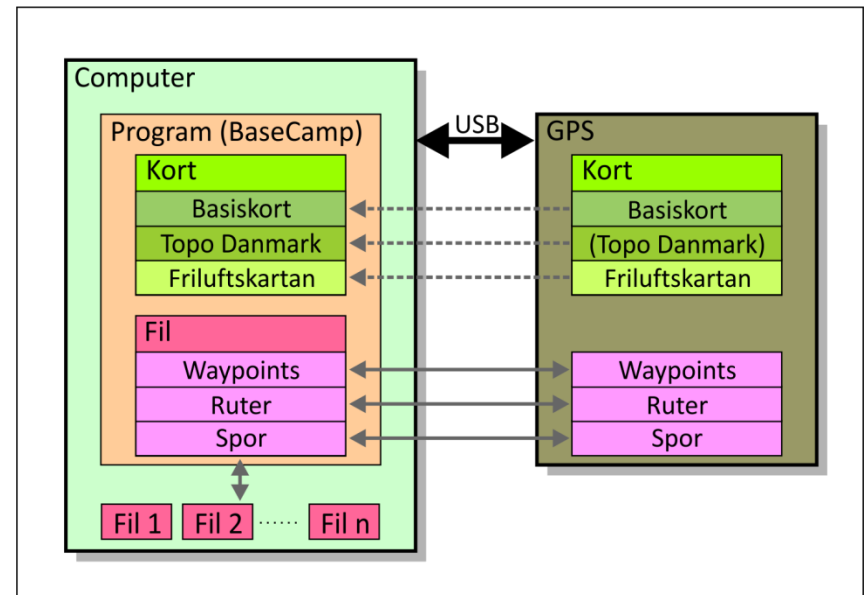 Computer
Program (BaseCamp)
Kort
Basiskort
Topo Danmark
Friluftskartan
Fil
Waypoints
Ruter
Spor
Fil 1
Fil 2
......
Fil n
USB
GPS
Kort
Basiskort
(Topo Danmark)
Friluftskartan
Waypoints
Ruter
Spor